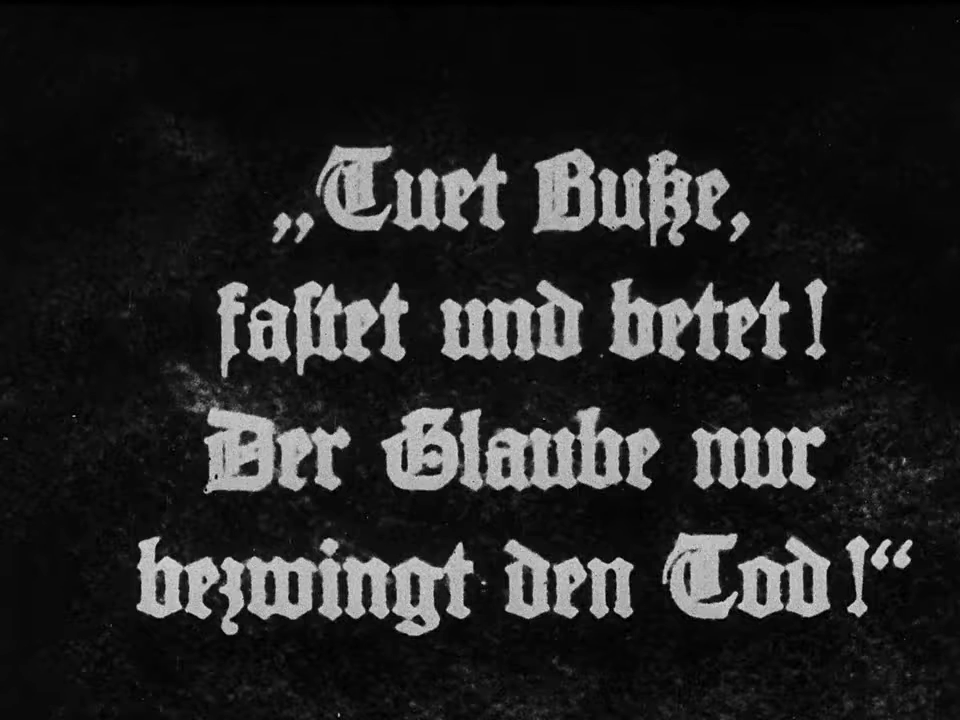 „Tuet Buße,
faſtet und betet!
Der Glaube nur
bezwingt den Tod!“